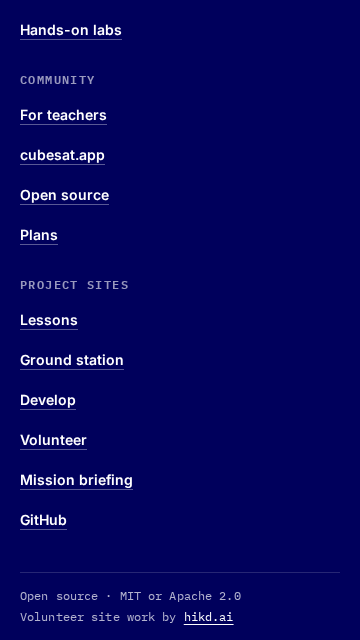 Hands-on labs
COMMUNITY
For teachers
cubesat.app
Open source
Plans
PROJECT SITES
Lessons
Ground station
Develop
Volunteer
Mission briefing
GitHub
Open source · MIT or Apache 2.0
Volunteer site work by hikd.ai